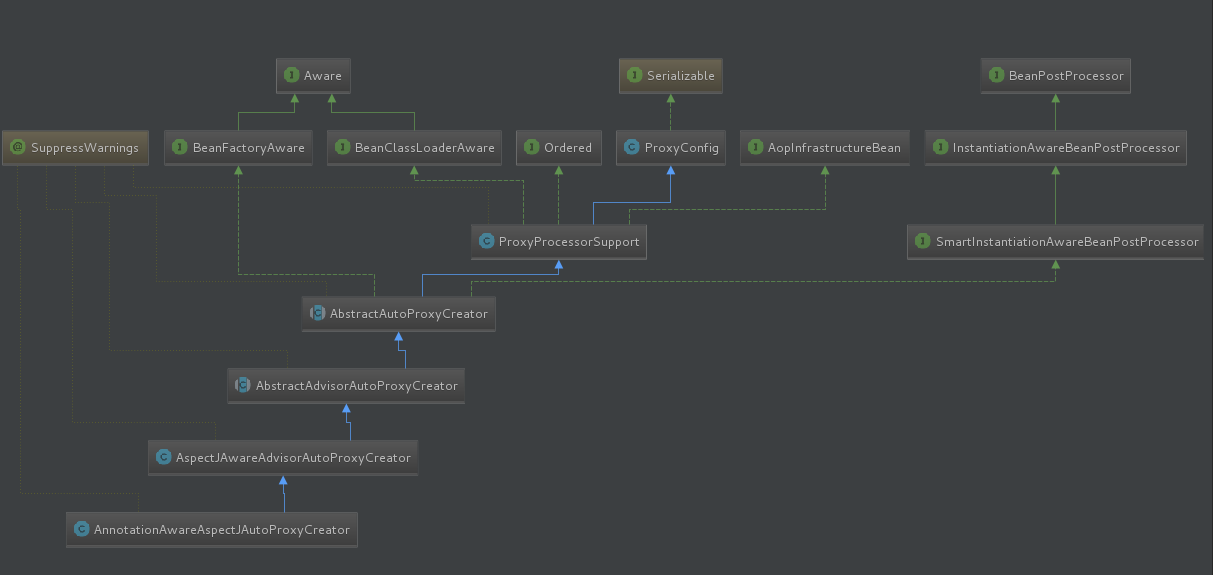 Aware
Serializable
BeanPostProcessor
SuppressWarnings
BeanFactoryAware
BeanClassLoaderAware
Ordered
ProxyConfig
AopInfrastructureBean
InstantiationAwareBeanPostProcessor
ProxyProcessorSupport
SmartInstantiationAwareBeanPostProcessor
AbstractAutoProxyCreator
AbstractAdvisorAutoProxyCreator
AspectJAwareAdvisorAutoProxyCreator
AnnotationAwareAspectJAutoProxyCreator